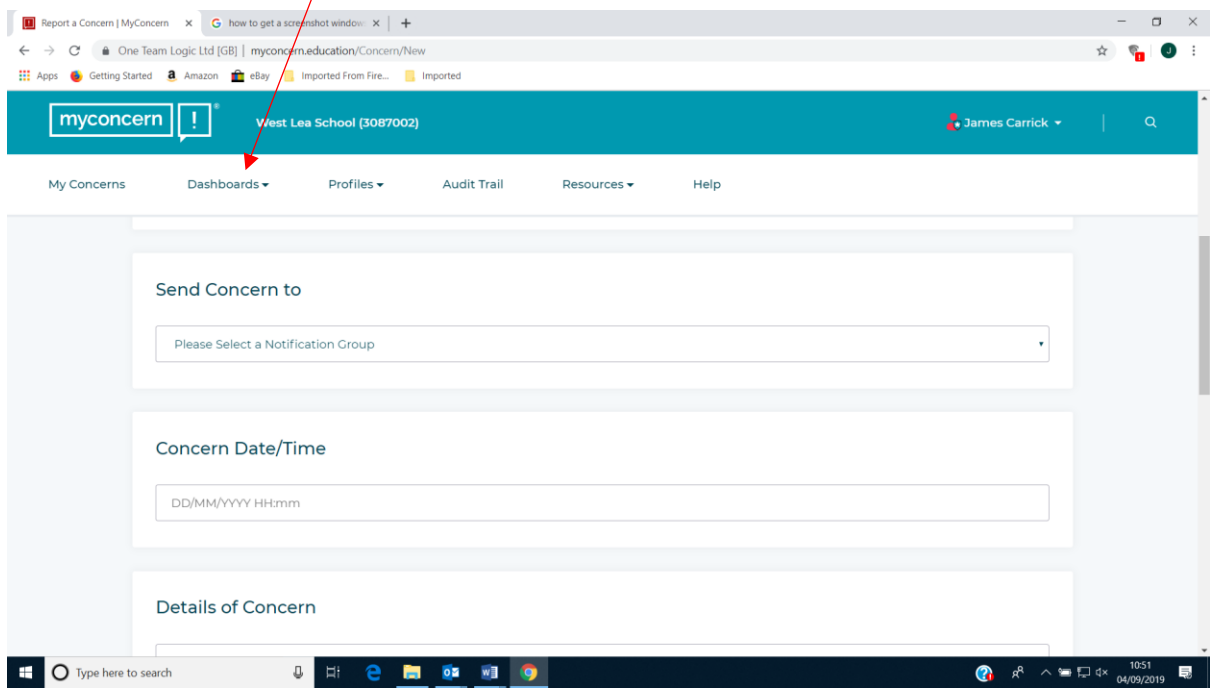 Report a Concern | MyConcern
how to get a screenshot window
One Team Logic Ltd [GB] | myconcern.education/Concern/New
Apps Getting Started Amazon eBay Imported From Fire... Imported
myconcern ! ® West Lea School (3087002) James Carrick
My Concerns Dashboards Profiles Audit Trail Resources Help
Send Concern to
Please Select a Notification Group
Concern Date/Time
DD/MM/YYYY HH:mm
Details of Concern
Type here to search
10:51
04/09/2019